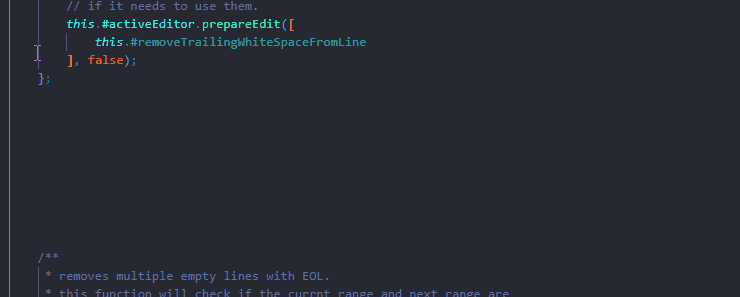 // if it needs to use them.
this.#activeEditor.prepareEdit([
this.#removeTrailingWhiteSpaceFromLine
], false);
};
/**
* removes multiple empty lines with EOL.
* this function will check if the currnt range and next range are